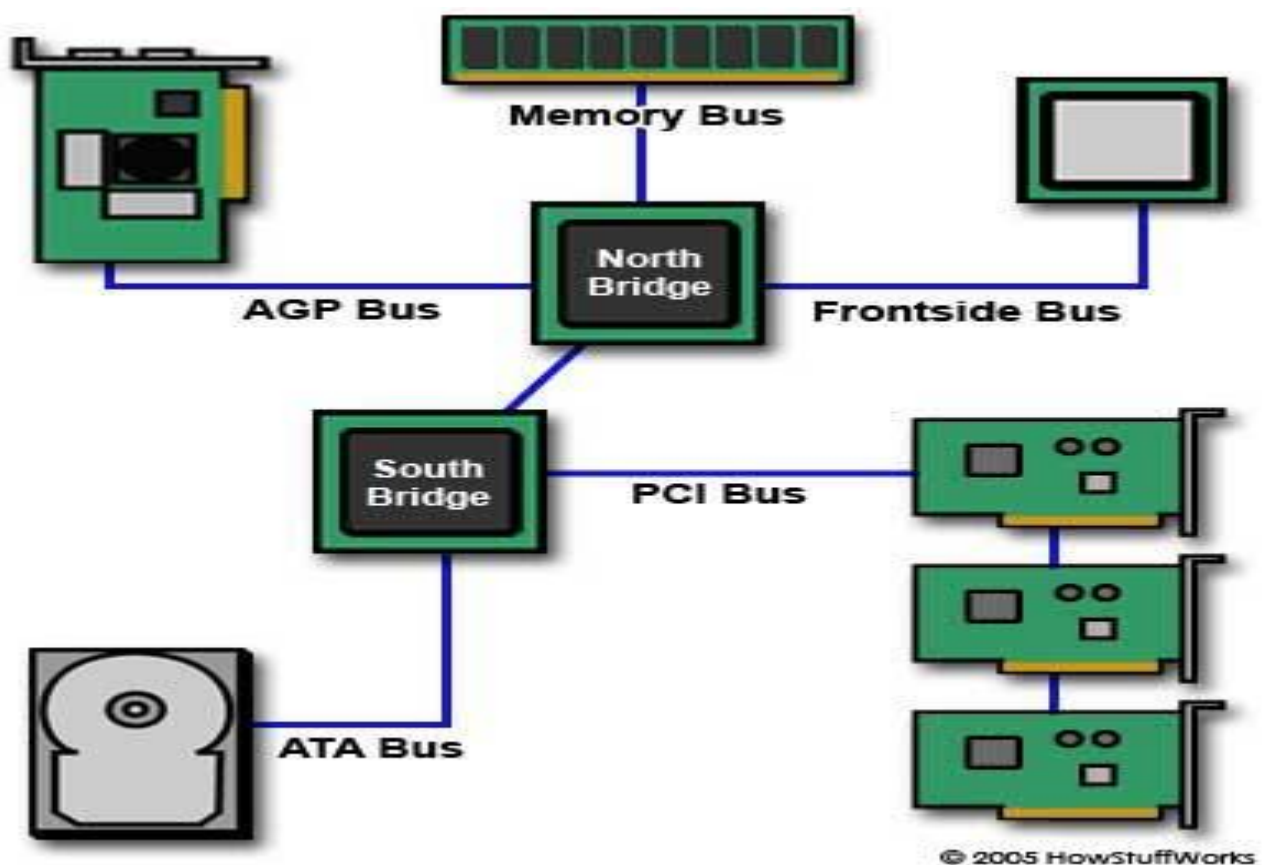 Memory Bus
North
Bridge
AGP Bus
Frontside Bus
South
Bridge
PCI Bus
ATA Bus
© 2005 HowStuffWorks